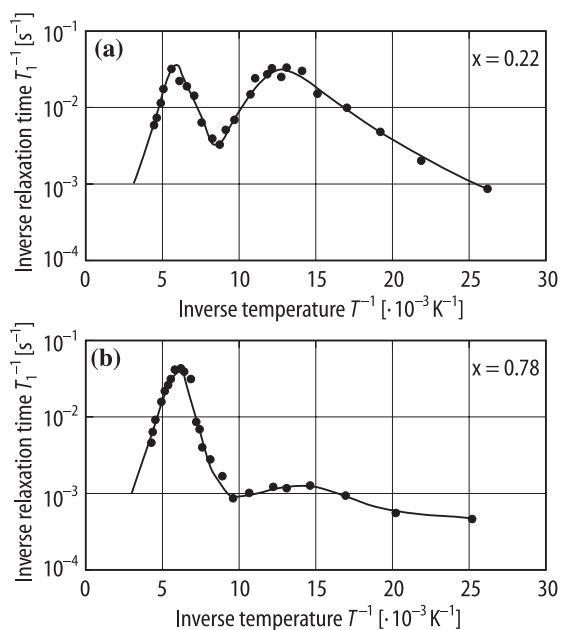 Inverse relaxation time T₁⁻¹ [s⁻¹]
(a)
x = 0.22
10⁻¹
10⁻²
10⁻³
10⁻⁴
0 5 10 15 20 25 30
Inverse temperature T⁻¹ [·10⁻³ K⁻¹]
Inverse relaxation time T₁⁻¹ [s⁻¹]
(b)
x = 0.78
10⁻¹
10⁻²
10⁻³
10⁻⁴
0 5 10 15 20 25 30
Inverse temperature T⁻¹ [·10⁻³ K⁻¹]